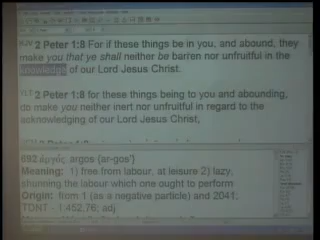 KJV 2 Peter 1:8 For if these things be in you, and abound, they
make you that ye shall neither be barren nor unfruitful in the
of our Lord Jesus Christ.
YLT 2 Peter 1:8 for these things being to you and abounding,
do make you neither inert nor unfruitful in regard to the
acknowledging of our Lord Jesus Christ,
692 ἀργός argos {ar-gos'}
Meaning: 1) free from labour, at leisure 2) lazy,
shunning the labour which one ought to perform
Origin: from 1 (as a negative particle) and 2041;
TDNT - 1:452,76; adj